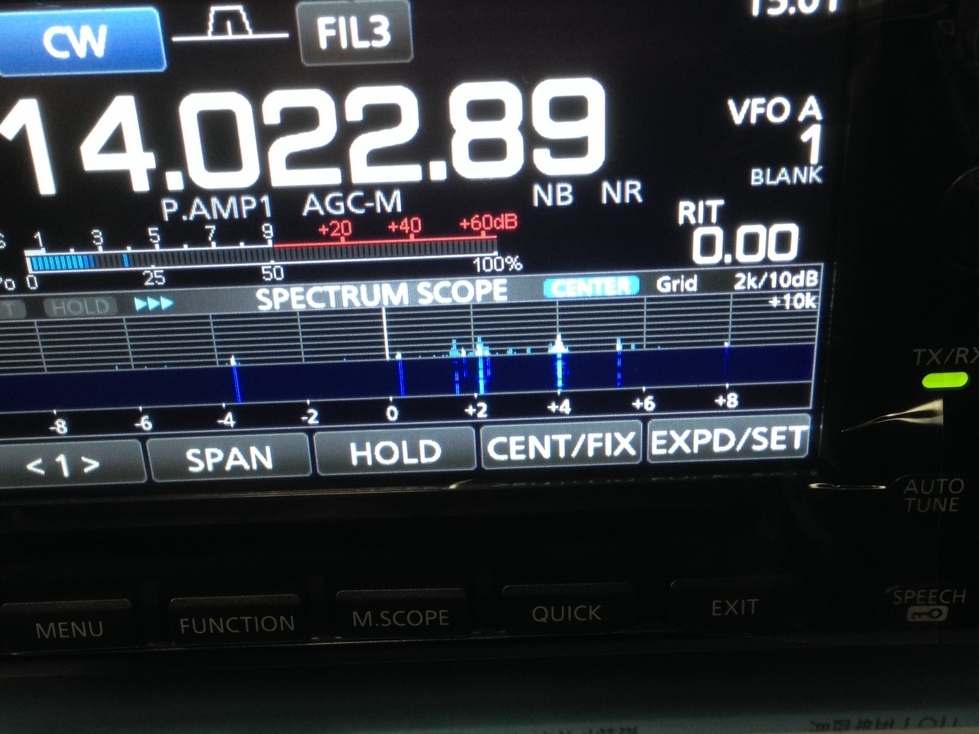 CW FIL3
14.022.89
VFO A
1
BLANK
P.AMP1 AGC-M NB NR
RIT
0.00
S 1 3 5 7 9 +20 +40 +60dB
0 25 50 100%
HOLD SPECTRUM SCOPE CENTER Grid 2k/10dB
+10k
-8 -6 -4 -2 0 +2 +4 +6 +8
< 1 > SPAN HOLD CENT/FIX EXPD/SET
TX/RX
AUTO
TUNE
MENU FUNCTION M.SCOPE QUICK EXIT
SPEECH